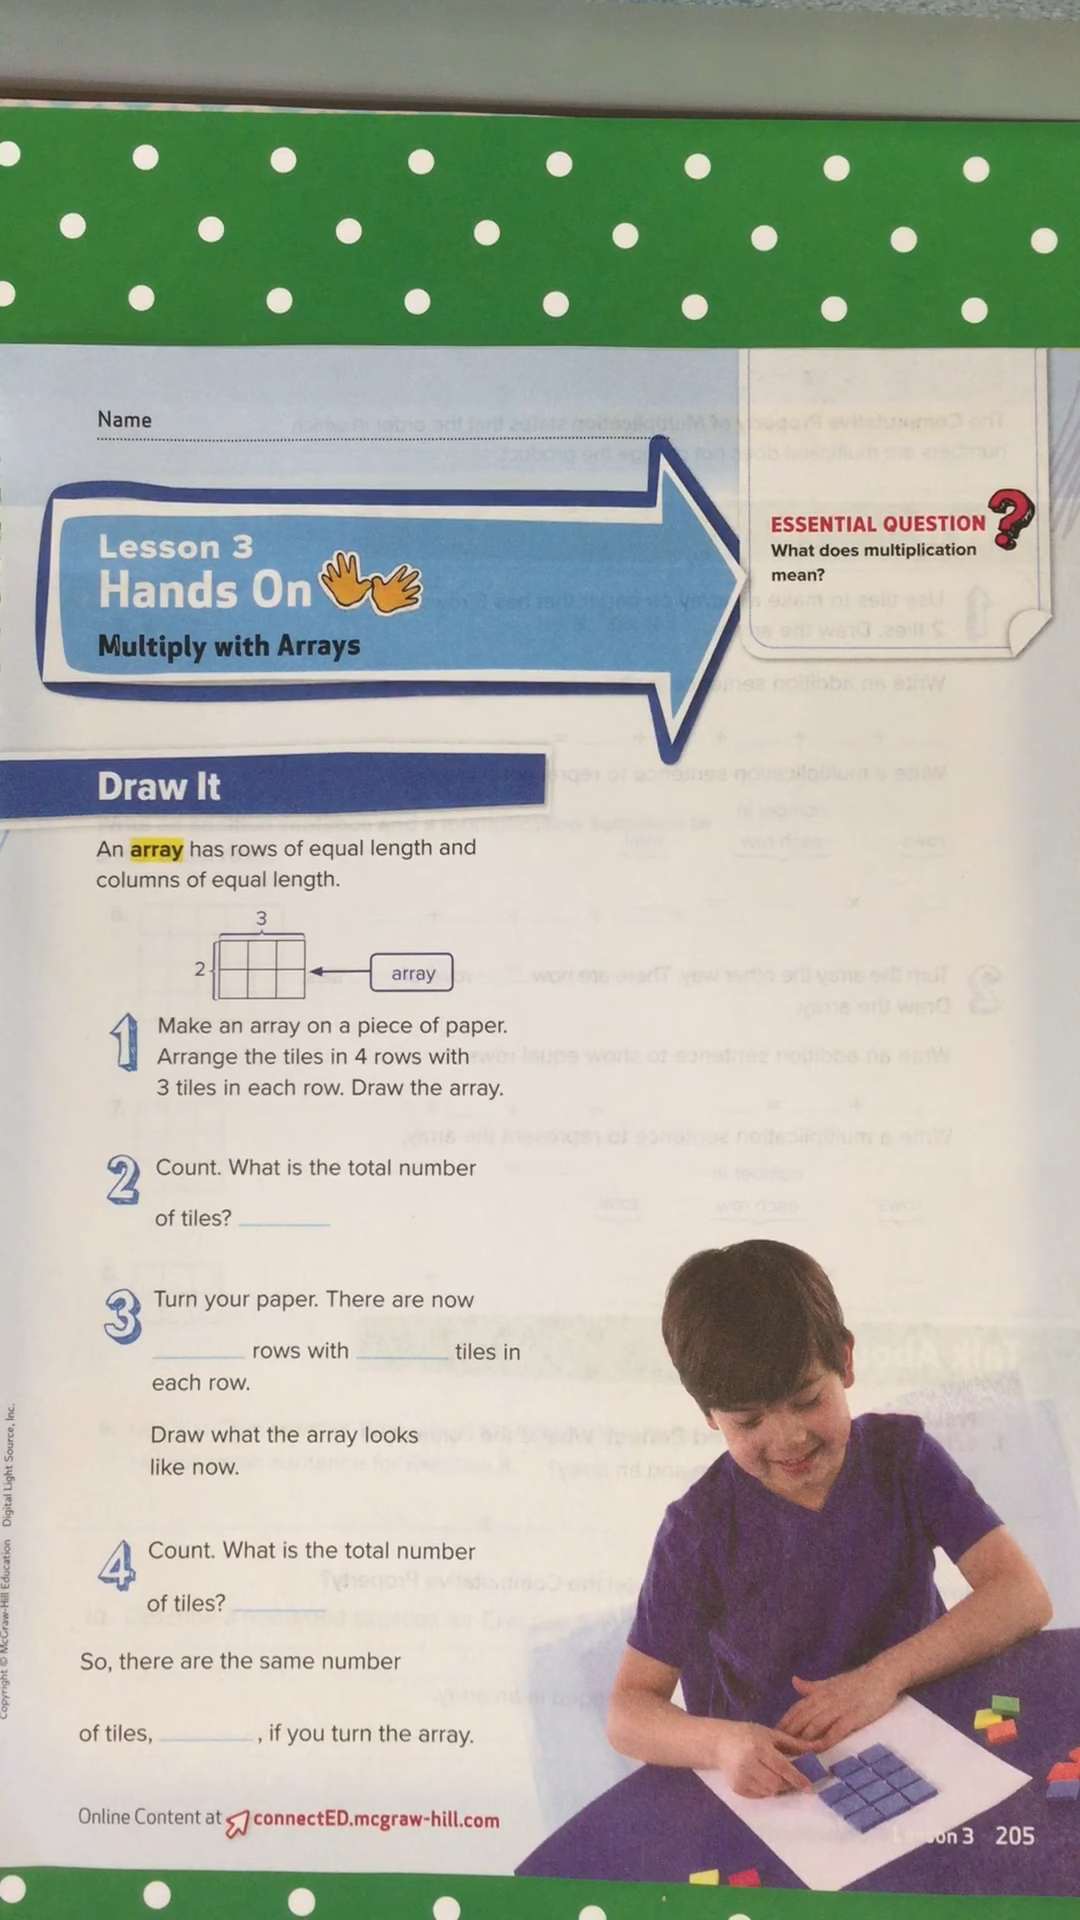 Name
Lesson 3
Hands On
Multiply with Arrays
ESSENTIAL QUESTION
What does multiplication
mean?
Draw It
An array has rows of equal length and
columns of equal length.
3
2
array
1 Make an array on a piece of paper.
Arrange the tiles in 4 rows with
3 tiles in each row. Draw the array.
2 Count. What is the total number
of tiles?
3 Turn your paper. There are now
rows with tiles in
each row.
Draw what the array looks
like now.
4 Count. What is the total number
of tiles?
So, there are the same number
of tiles, , if you turn the array.
Online Content at connectED.mcgraw-hill.com
Lesson 3 205
Copyright © McGraw-Hill Education Digital Light Source, Inc.